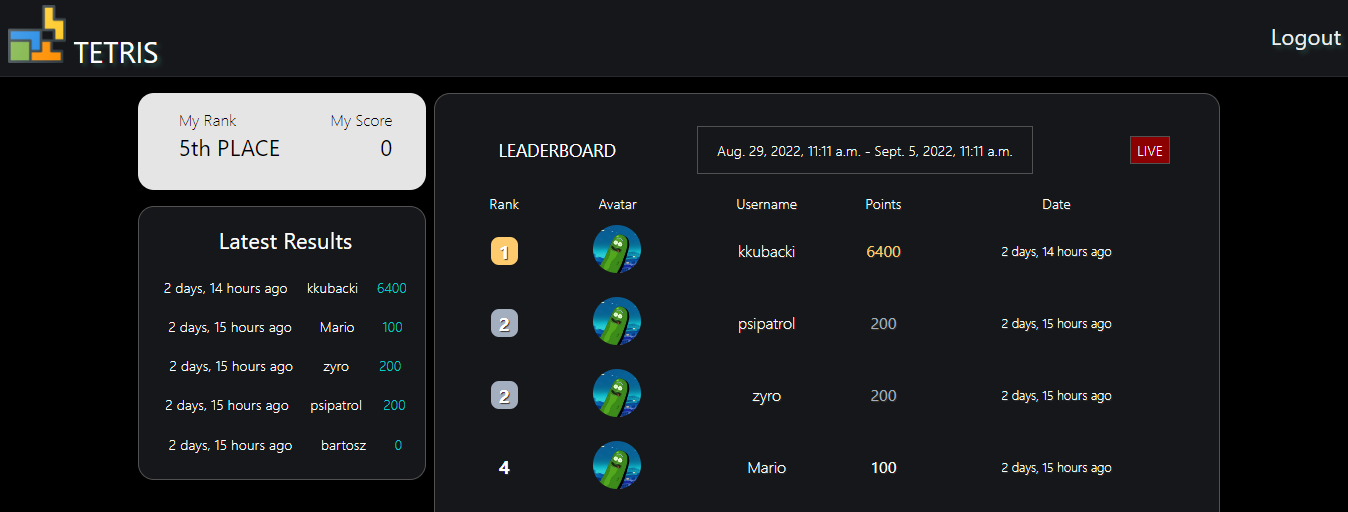 TETRIS
Logout
My Rank My Score
5th PLACE 0
Latest Results
2 days, 14 hours ago kkubacki 6400
2 days, 15 hours ago Mario 100
2 days, 15 hours ago zyro 200
2 days, 15 hours ago psipatrol 200
2 days, 15 hours ago bartosz 0
LEADERBOARD Aug. 29, 2022, 11:11 a.m. - Sept. 5, 2022, 11:11 a.m. LIVE
Rank Avatar Username Points Date
1 kkubacki 6400 2 days, 14 hours ago
2 psipatrol 200 2 days, 15 hours ago
2 zyro 200 2 days, 15 hours ago
4 Mario 100 2 days, 15 hours ago